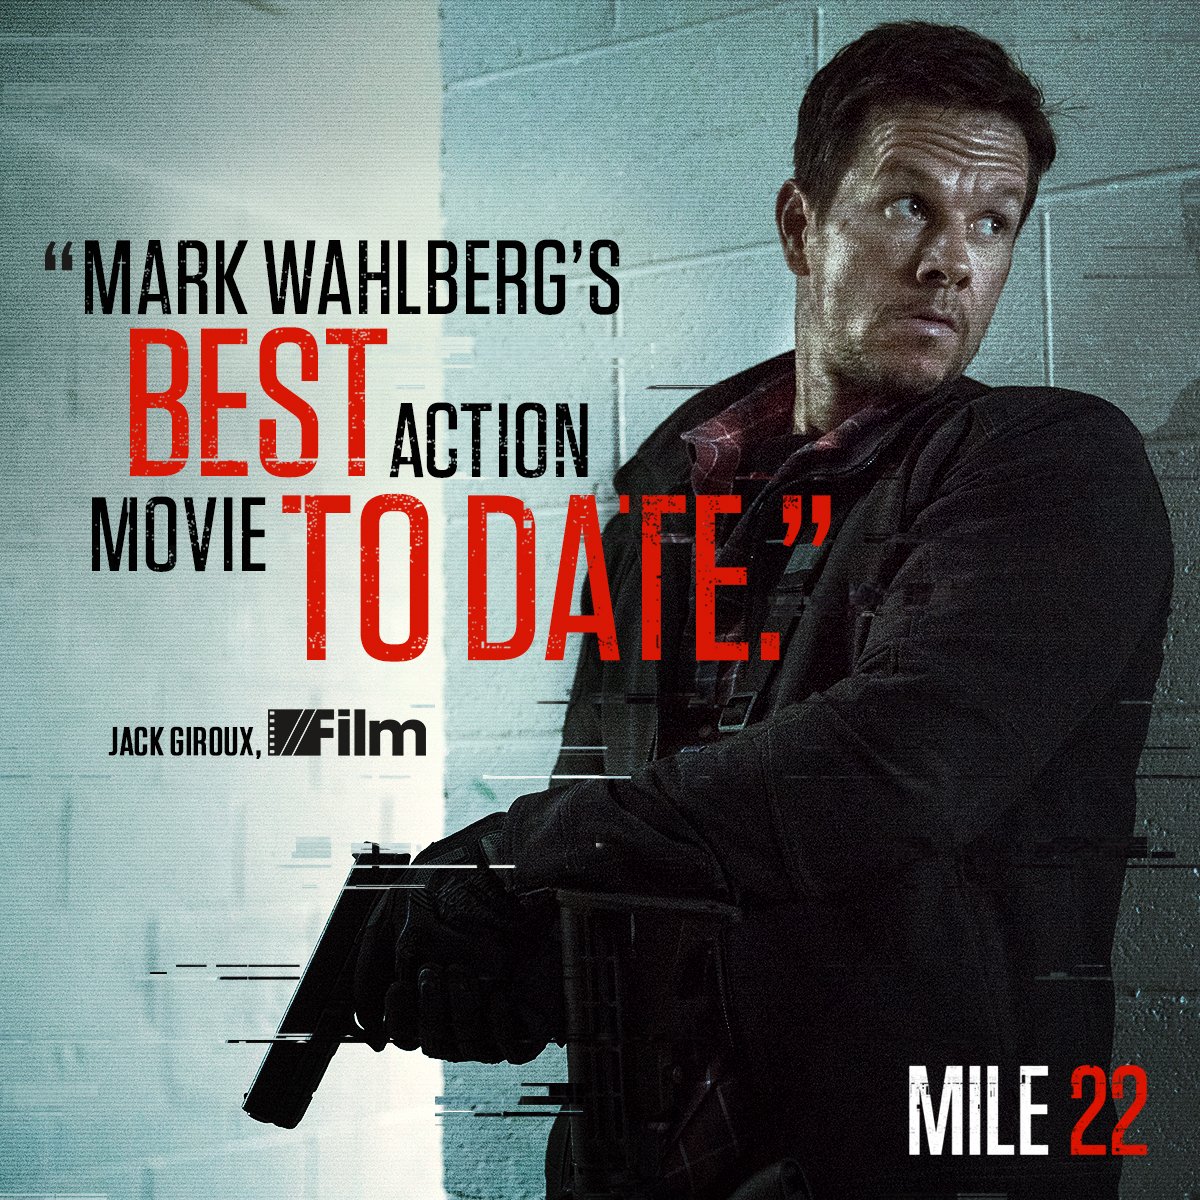 “MARK WAHLBERG’S
BEST ACTION
MOVIE TO DATE.”
JACK GIROUX, /Film
MILE 22